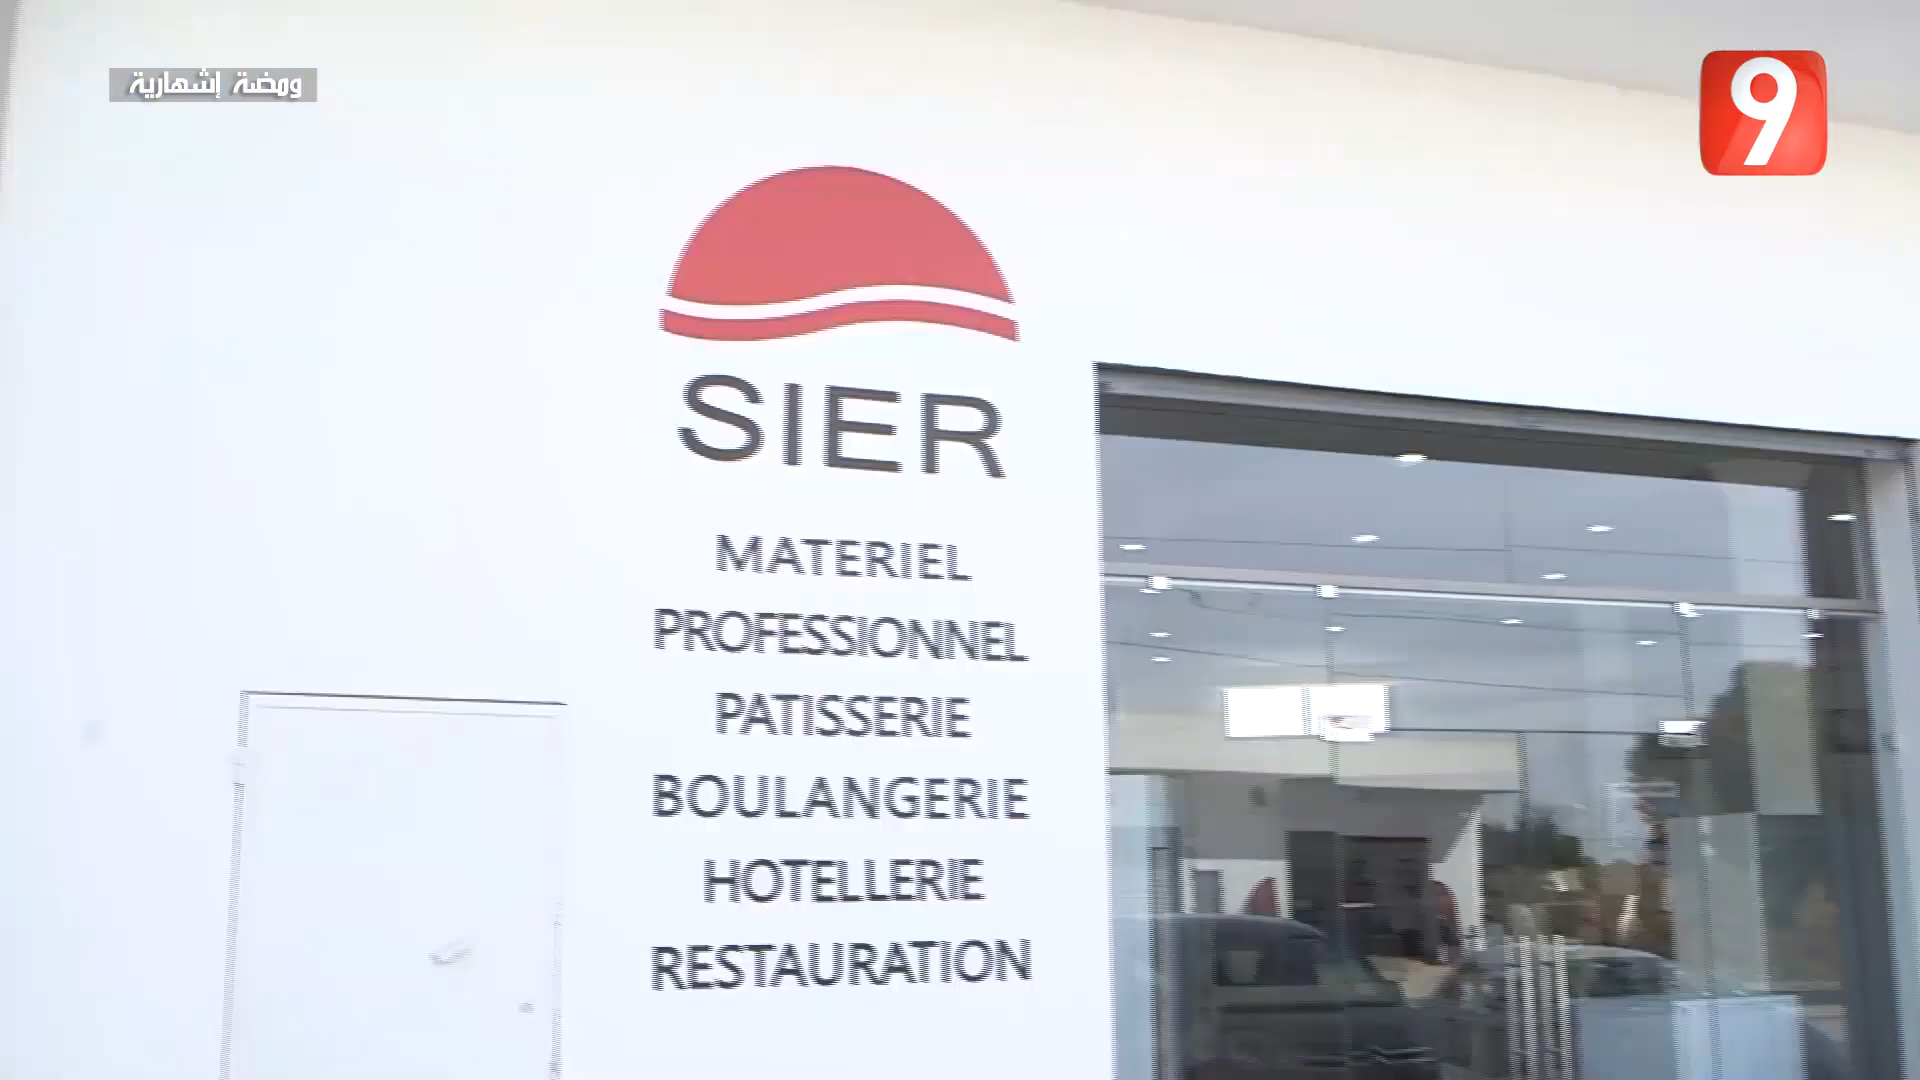 ومضة إشهارية
9
SIER
MATERIEL
PROFESSIONNEL
PATISSERIE
BOULANGERIE
HOTELLERIE
RESTAURATION